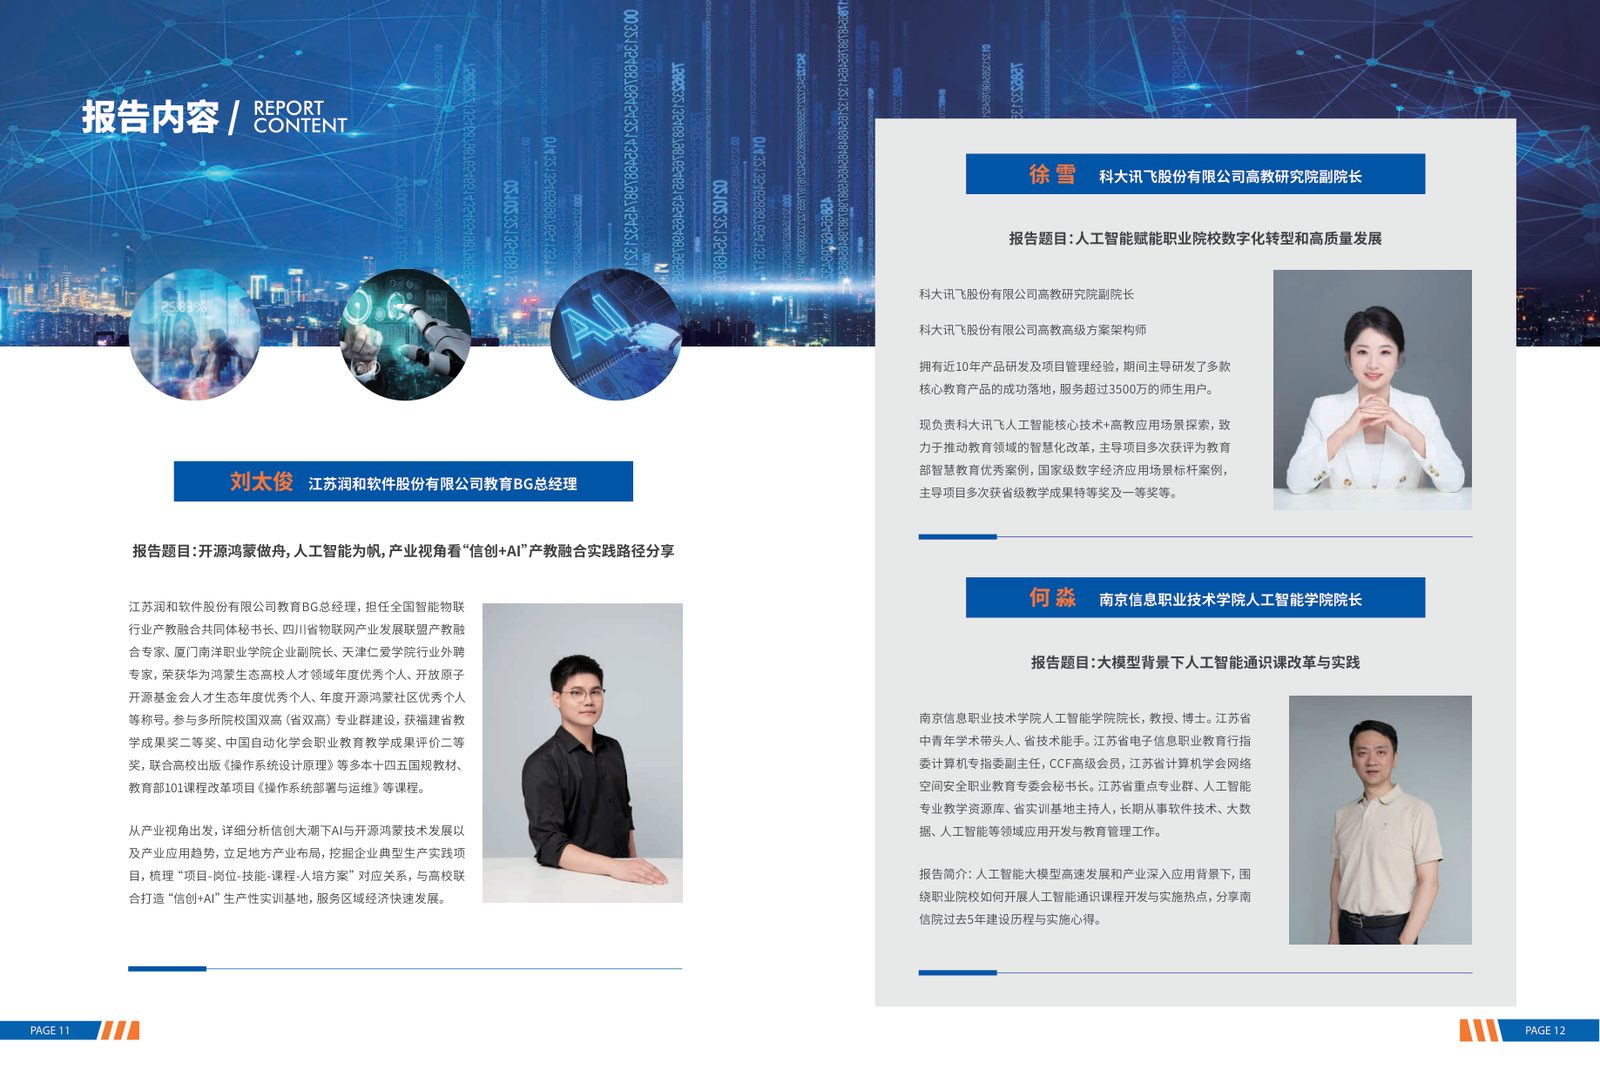 报告内容 / REPORT
CONTENT
刘太俊 江苏润和软件股份有限公司教育BG总经理
报告题目：开源鸿蒙做舟，人工智能为帆，产业视角看“信创+AI”产教融合实践路径分享
江苏润和软件股份有限公司教育BG总经理，担任全国智能物联
行业产教融合共同体秘书长、四川省物联网产业发展联盟产教融
合专家、厦门南洋职业学院企业副院长、天津仁爱学院行业外聘
专家，荣获华为鸿蒙生态高校人才领域年度优秀个人、开放原子
开源基金会人才生态年度优秀个人、年度开源鸿蒙社区优秀个人
等称号。参与多所院校国双高（省双高）专业群建设，获福建省教
学成果奖二等奖、中国自动化学会职业教育教学成果评价二等
奖，联合高校出版《操作系统设计原理》等多本十四五国规教材、
教育部101课程改革项目《操作系统部署与运维》等课程。
从产业视角出发，详细分析信创大潮下AI与开源鸿蒙技术发展以
及产业应用趋势，立足地方产业布局，挖掘企业典型生产实践项
目，梳理“项目-岗位-技能-课程-人培方案”对应关系，与高校联
合打造“信创+AI”生产性实训基地，服务区域经济快速发展。
PAGE 11
徐雪 科大讯飞股份有限公司高教研究院副院长
报告题目：人工智能赋能职业院校数字化转型和高质量发展
科大讯飞股份有限公司高教研究院副院长
科大讯飞股份有限公司高教高级方案架构师
拥有近10年产品研发及项目管理经验，期间主导研发了多款
核心教育产品的成功落地，服务超过3500万的师生用户。
现负责科大讯飞人工智能核心技术+高教应用场景探索，致
力于推动教育领域的智慧化改革，主导项目多次获评为教育
部智慧教育优秀案例，国家级数字经济应用场景标杆案例，
主导项目多次获省级教学成果特等奖及一等奖等。
何淼 南京信息职业技术学院人工智能学院院长
报告题目：大模型背景下人工智能通识课改革与实践
南京信息职业技术学院人工智能学院院长，教授、博士。江苏省
中青年学术带头人、省技术能手。江苏省电子信息职业教育行指
委计算机专指委副主任，CCF高级会员，江苏省计算机学会网络
空间安全职业教育专委会秘书长。江苏省重点专业群、人工智能
专业教学资源库、省实训基地主持人，长期从事软件技术、大数
据、人工智能等领域应用开发与教育管理工作。
报告简介：人工智能大模型高速发展和产业深入应用背景下，围
绕职业院校如何开展人工智能通识课程开发与实施热点，分享南
信院过去5年建设历程与实施心得。
PAGE 12
AI